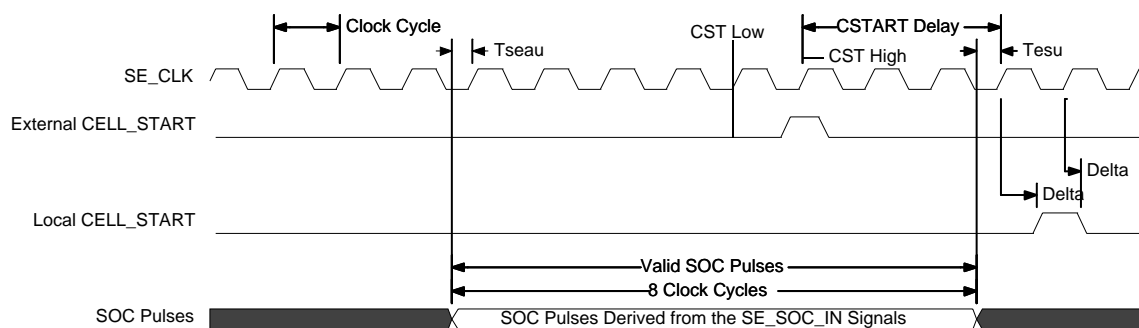 Clock Cycle
CSTART Delay
CST Low
Tseau
CST High
Tesu
SE_CLK
External CELL_START
Delta
Delta
Local CELL_START
Valid SOC Pulses
8 Clock Cycles
SOC Pulses
SOC Pulses Derived from the SE_SOC_IN Signals